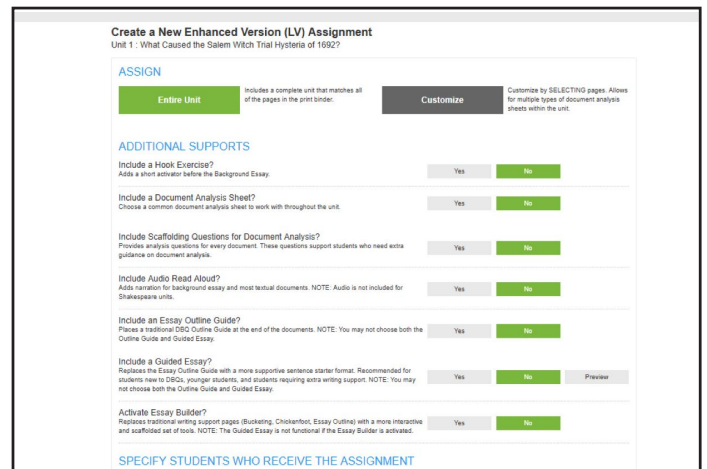 Create a New Enhanced Version (LV) Assignment
Unit 1 : What Caused the Salem Witch Trial Hysteria of 1692?
ASSIGN
Entire Unit
Includes a complete unit that matches all
of the pages in the print binder.
Customize
Customize by SELECTING pages. Allows
for multiple types of document analysis
sheets within the unit.
ADDITIONAL SUPPORTS
Include a Hook Exercise?
Adds a short activator before the Background Essay.
Yes
No
Include a Document Analysis Sheet?
Choose a common document analysis sheet to work with throughout the unit.
Yes
No
Include Scaffolding Questions for Document Analysis?
Provides analysis questions for every document. These questions support students who need extra
guidance on document analysis.
Yes
No
Include Audio Read Aloud?
Adds narration for background essay and most textual documents. NOTE: Audio is not included for
Shakespeare units.
Yes
No
Include an Essay Outline Guide?
Places a traditional DBQ Outline Guide at the end of the documents. NOTE: You may not choose both the
Outline Guide and Guided Essay.
Yes
No
Include a Guided Essay?
Replaces the Essay Outline Guide with a more supportive sentence starter format. Recommended for
students new to DBQs, younger students, and students requiring extra writing support. NOTE: You may
not choose both the Outline Guide and Guided Essay.
Yes
No
Preview
Activate Essay Builder?
Replaces traditional writing support pages (Bucketing, Chickenfoot, Essay Outline) with a more interactive
and scaffolded set of tools. NOTE: The Guided Essay is not functional if the Essay Builder is activated.
Yes
No
SPECIFY STUDENTS WHO RECEIVE THE ASSIGNMENT